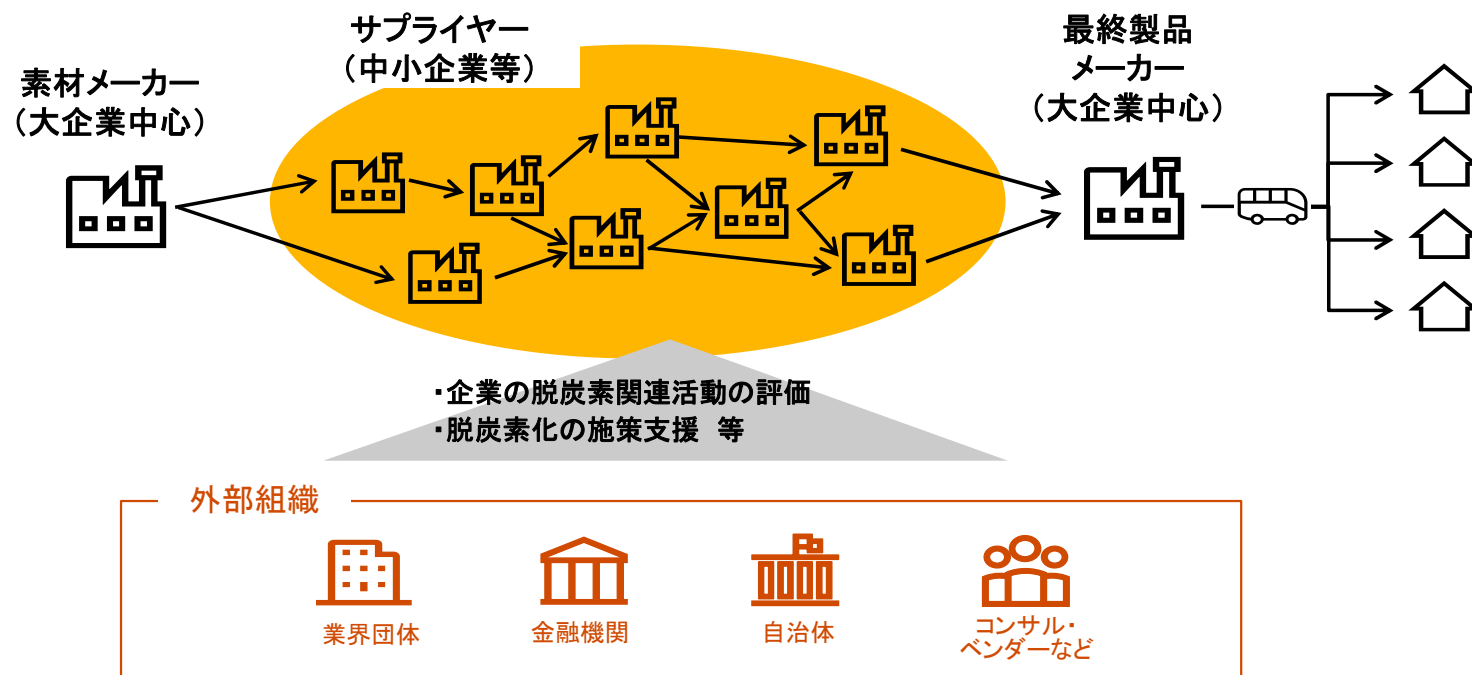 サプライヤー
（中小企業等）
最終製品
メーカー
（大企業中心）
素材メーカー
（大企業中心）
・企業の脱炭素関連活動の評価
・脱炭素化の施策支援　等
外部組織
業界団体
金融機関
自治体
コンサル・
ベンダーなど